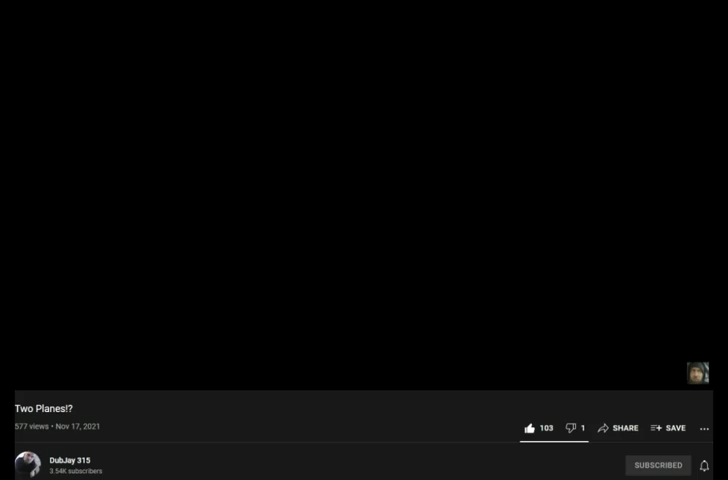 Two Planes!?
577 views • Nov 17, 2021
103 1 SHARE SAVE
DubJay 315
3.54K subscribers
SUBSCRIBED